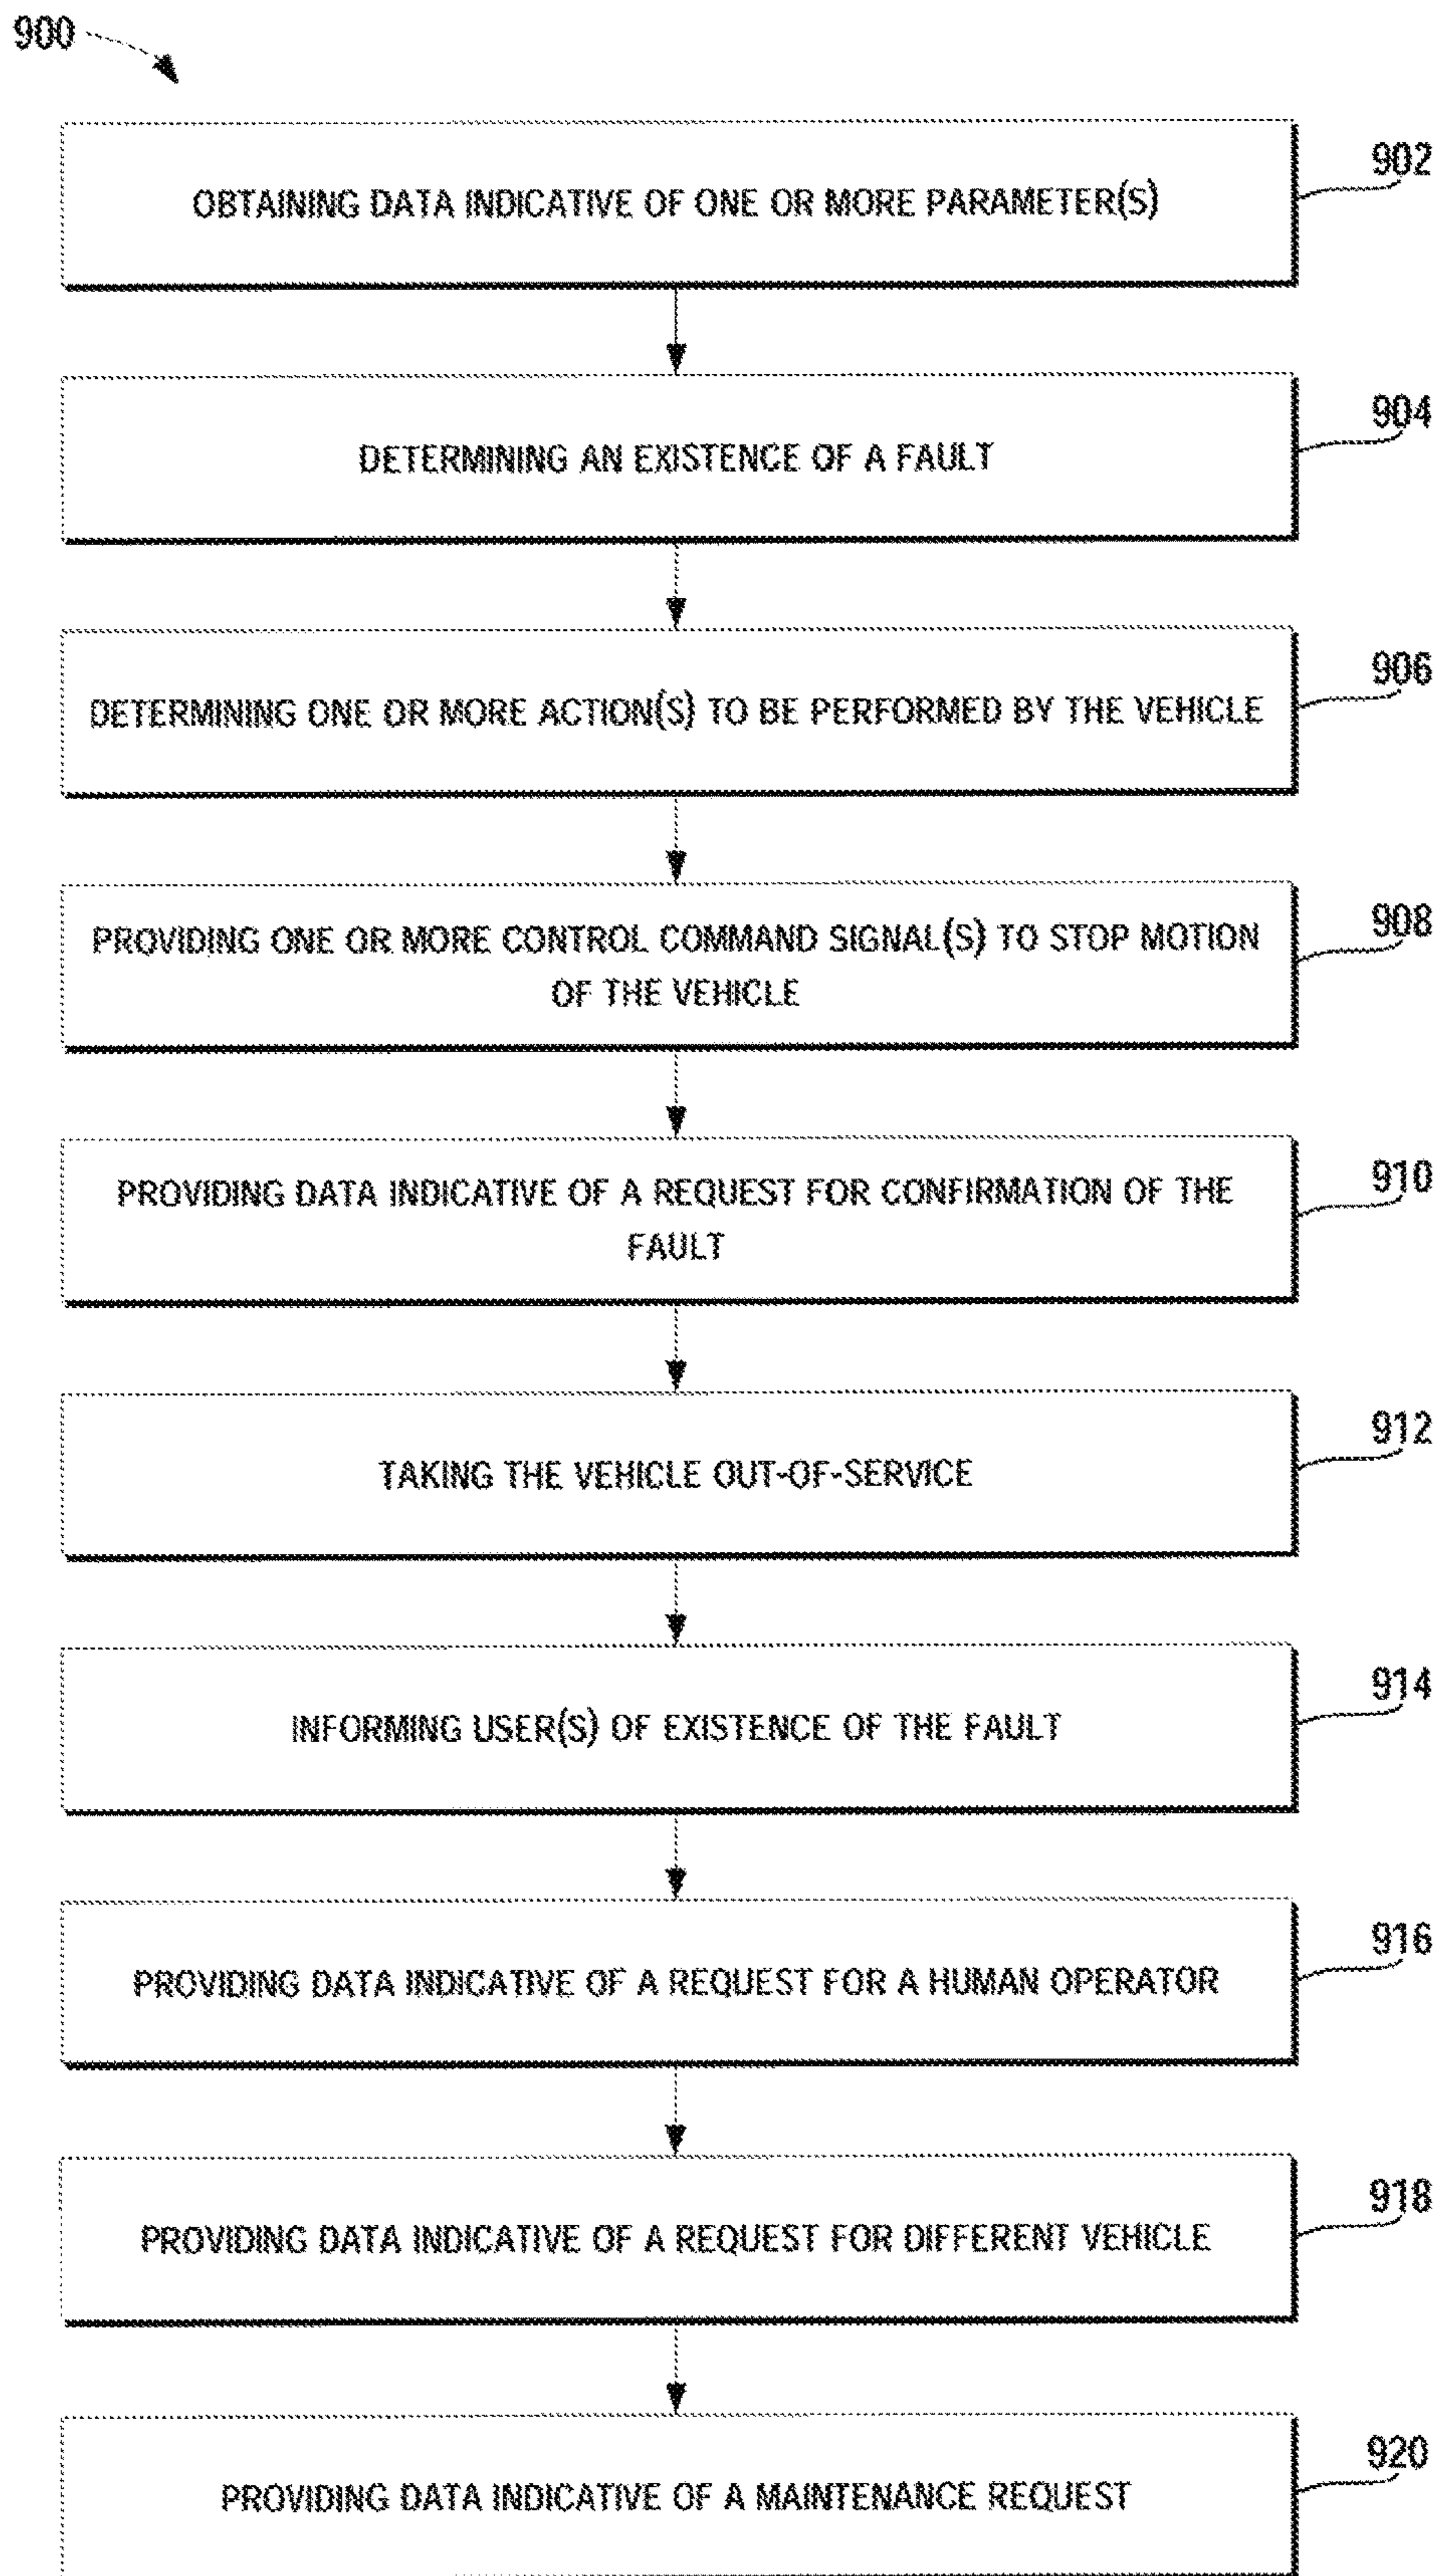 900
902
OBTAINING DATA INDICATIVE OF ONE OR MORE PARAMETER(S)
904
DETERMINING AN EXISTENCE OF A FAULT
906
DETERMINING ONE OR MORE ACTION(S) TO BE PERFORMED BY THE VEHICLE
908
PROVIDING ONE OR MORE CONTROL COMMAND SIGNAL(S) TO STOP MOTION
OF THE VEHICLE
910
PROVIDING DATA INDICATIVE OF A REQUEST FOR CONFIRMATION OF THE
FAULT
912
TAKING THE VEHICLE OUT-OF-SERVICE
914
INFORMING USER(S) OF EXISTENCE OF THE FAULT
916
PROVIDING DATA INDICATIVE OF A REQUEST FOR A HUMAN OPERATOR
918
PROVIDING DATA INDICATIVE OF A REQUEST FOR DIFFERENT VEHICLE
920
PROVIDING DATA INDICATIVE OF A MAINTENANCE REQUEST